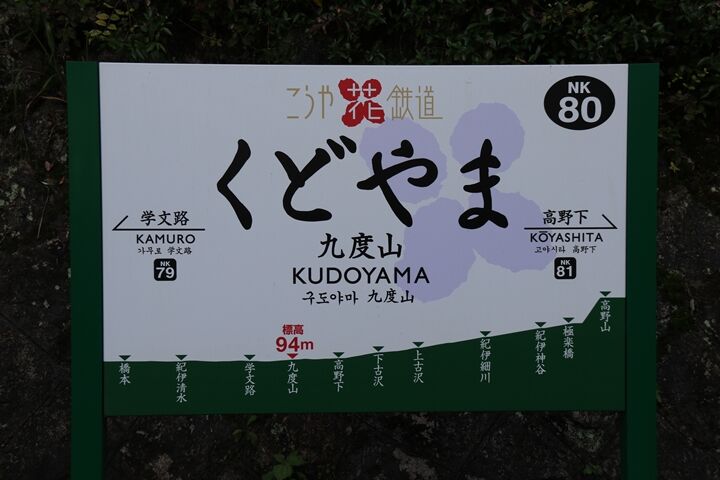 こうや花鉄道
NK
80
くどやま
学文路
KAMURO
가무로 学文路
NK
79
九度山
KUDOYAMA
구도야마 九度山
高野下
KŌYASHITA
고야시타 高野下
NK
81
標高
94m
橋本
紀伊清水
学文路
九度山
高野下
下古沢
上古沢
紀伊細川
紀伊神谷
極楽橋
高野山